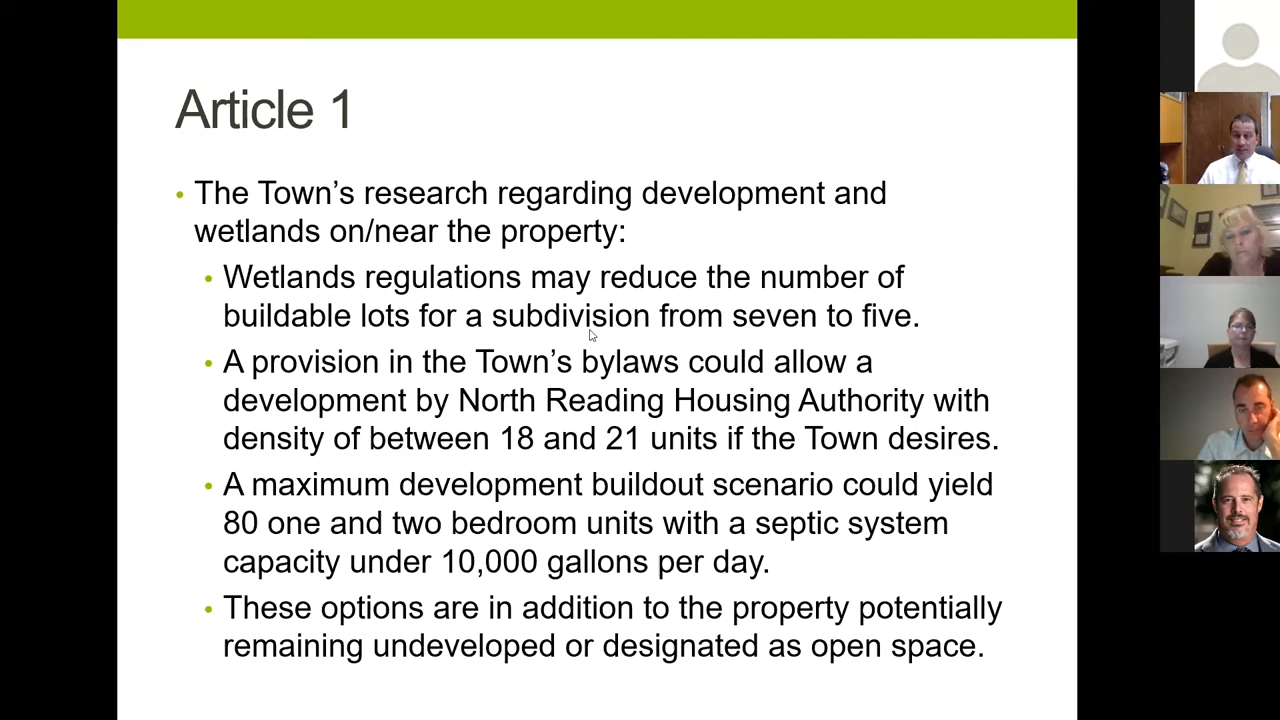 Article 1
• The Town’s research regarding development and
wetlands on/near the property:
• Wetlands regulations may reduce the number of
buildable lots for a subdivision from seven to five.
• A provision in the Town’s bylaws could allow a
development by North Reading Housing Authority with
density of between 18 and 21 units if the Town desires.
• A maximum development buildout scenario could yield
80 one and two bedroom units with a septic system
capacity under 10,000 gallons per day.
• These options are in addition to the property potentially
remaining undeveloped or designated as open space.